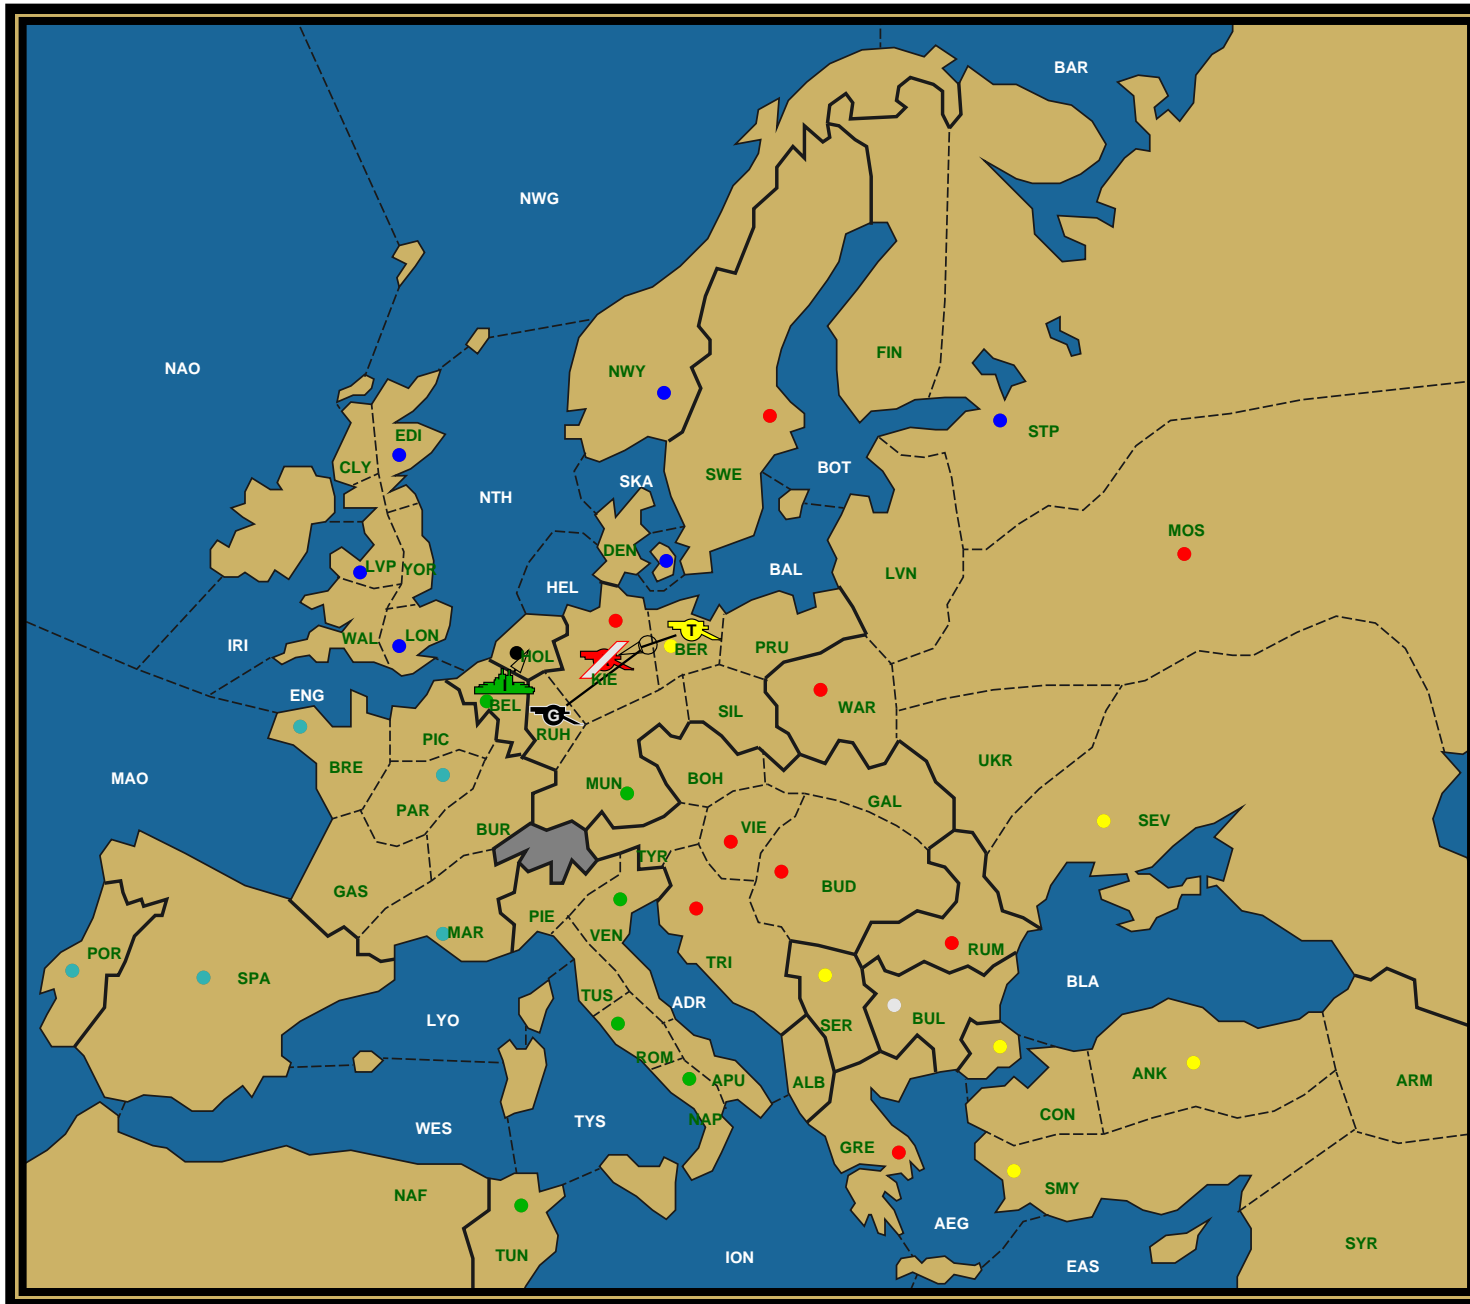 BAR
NWG
NAO
FIN
NWY
STP
EDI
CLY
SWE
BOT
SKA
NTH
MOS
DEN
LVP
YOR
BAL
LVN
HEL
WAL
LON
IRI
T
BER
PRU
HOL
KIE
ENG
I
BEL
G
RUH
SIL
WAR
PIC
BRE
UKR
MAO
MUN
BOH
GAL
PAR
BUR
VIE
SEV
TYR
BUD
GAS
PIE
MAR
VEN
RUM
POR
SPA
TRI
BLA
TUS
ADR
LYO
SER
BUL
ROM
ANK
ALB
APU
ARM
CON
NAP
TYS
WES
GRE
SMY
NAF
AEG
SYR
TUN
ION
EAS